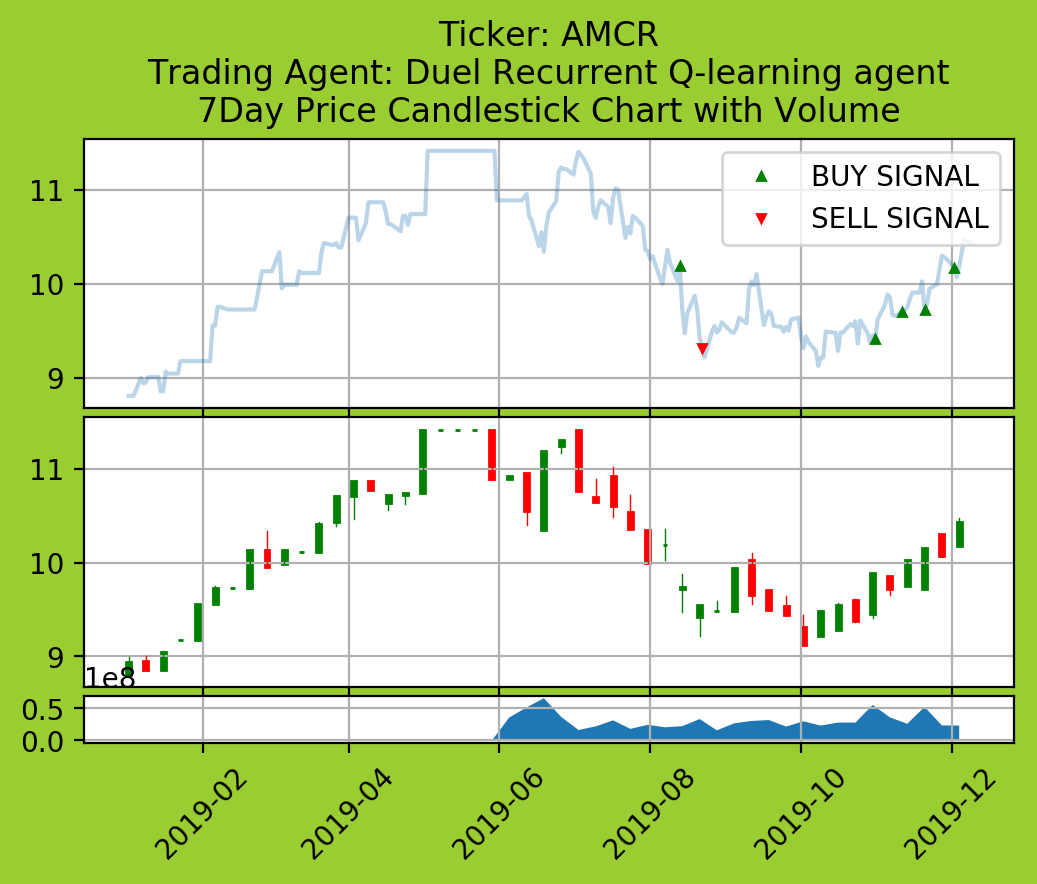 Ticker: AMCR
Trading Agent: Duel Recurrent Q-learning agent
7Day Price Candlestick Chart with Volume
BUY SIGNAL
SELL SIGNAL
11
10
9
11
10
9
1e8
0.5
0.0
2019-02
2019-04
2019-06
2019-08
2019-10
2019-12